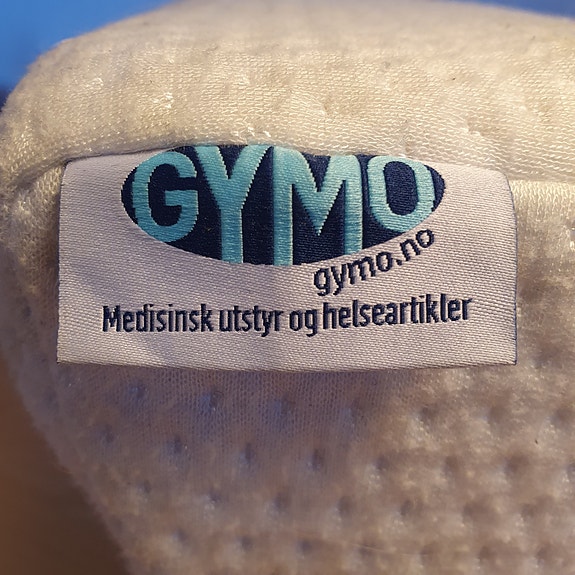 GYMO
gymo.no
Medisinsk utstyr og helseartikler